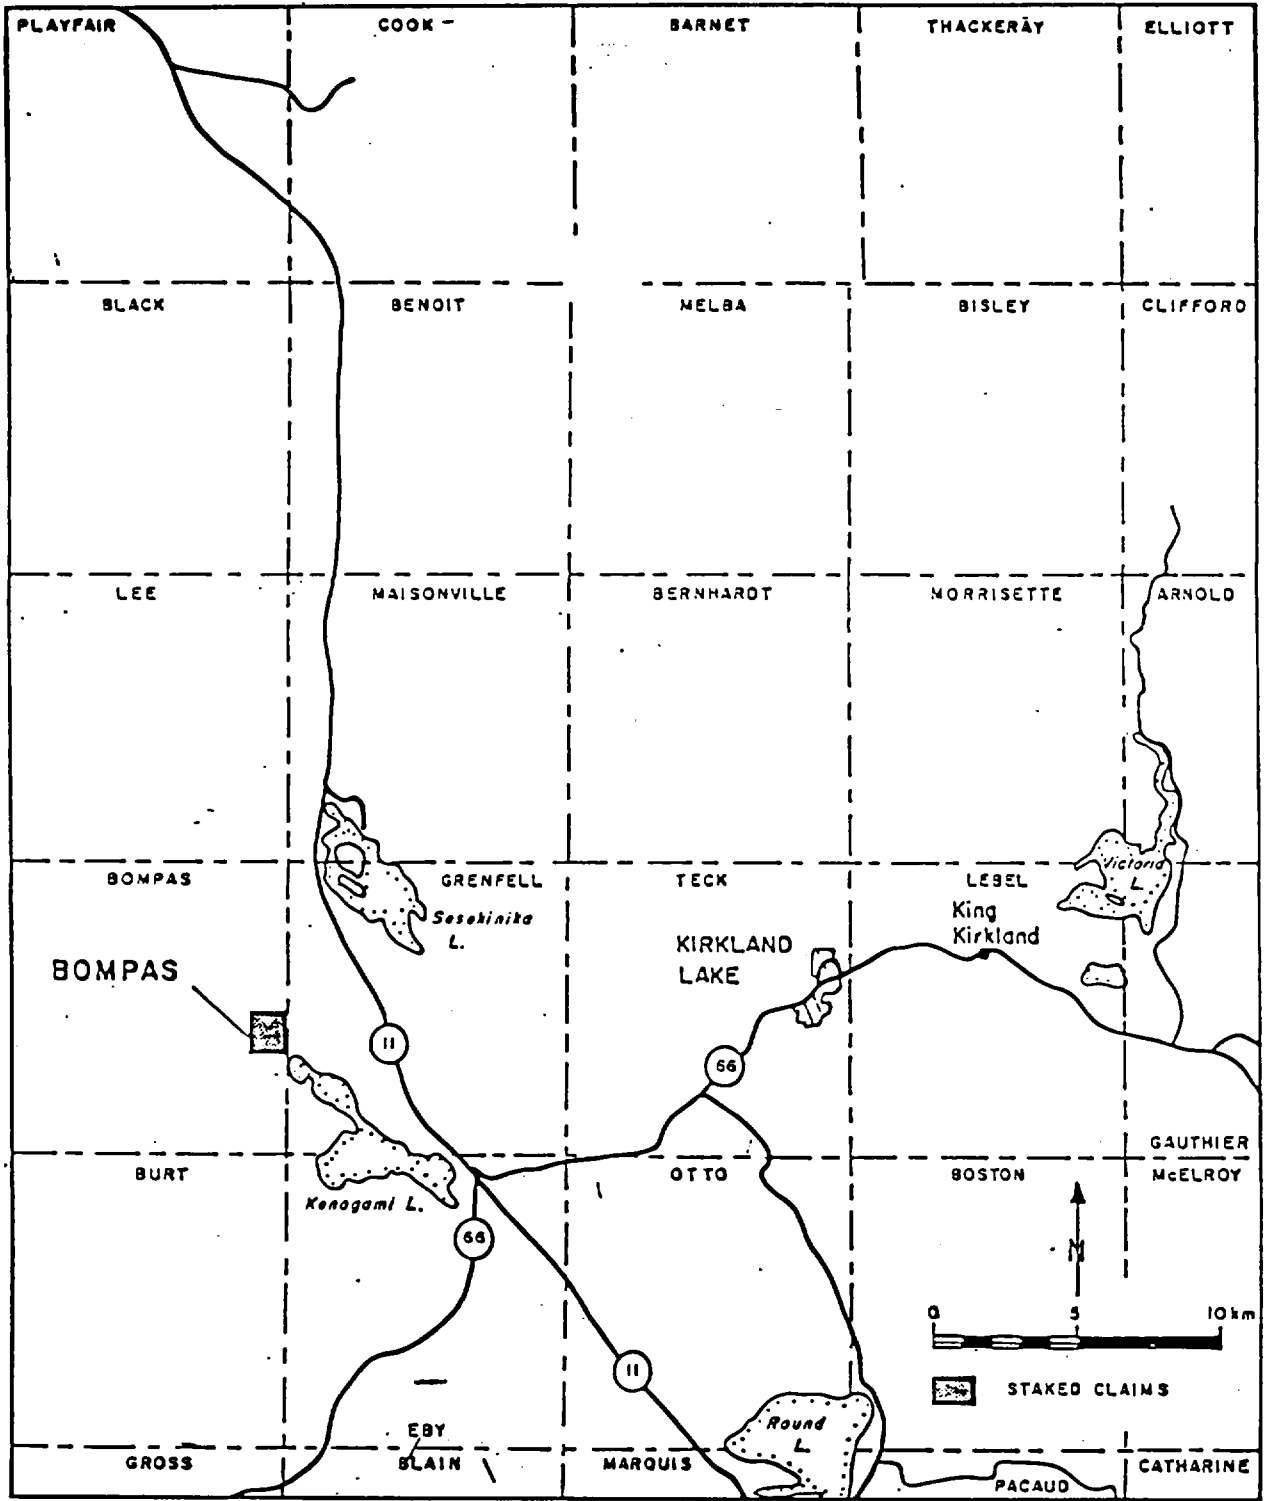 PLAYFAIR
COOK
BARNET
THACKERAY
ELLIOTT
BLACK
BENOIT
MELBA
BISLEY
CLIFFORD
LEE
MAISONVILLE
BERNHARDT
MORRISETTE
ARNOLD
Victoria
L.
BOMPAS
GRENFELL
TECK
LEBEL
Sesekinika
L.
King
Kirkland
KIRKLAND
LAKE
BOMPAS
11
66
GAUTHIER
BURT
OTTO
BOSTON
McELROY
Kenogami L.
66
N
0 5 10 km
11
STAKED CLAIMS
Round
L.
EBY
GROSS
BLAIN
MARQUIS
CATHARINE
PACAUD